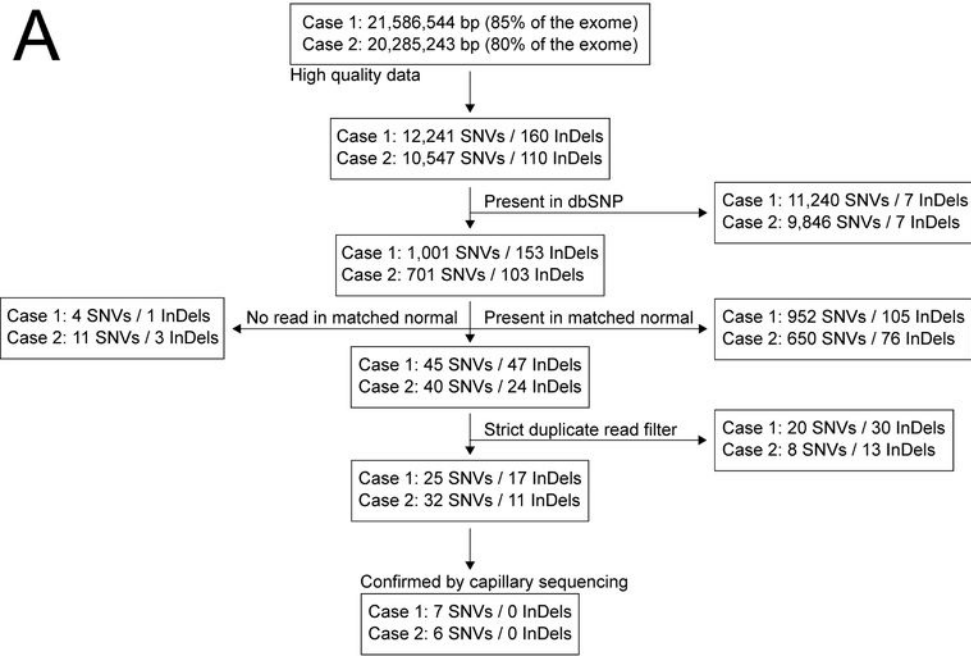 A
Case 1: 21,586,544 bp (85% of the exome)
Case 2: 20,285,243 bp (80% of the exome)
High quality data
Case 1: 12,241 SNVs / 160 InDels
Case 2: 10,547 SNVs / 110 InDels
Present in dbSNP
Case 1: 11,240 SNVs / 7 InDels
Case 2: 9,846 SNVs / 7 InDels
Case 1: 1,001 SNVs / 153 InDels
Case 2: 701 SNVs / 103 InDels
Case 1: 4 SNVs / 1 InDels
Case 2: 11 SNVs / 3 InDels
No read in matched normal
Present in matched normal
Case 1: 952 SNVs / 105 InDels
Case 2: 650 SNVs / 76 InDels
Case 1: 45 SNVs / 47 InDels
Case 2: 40 SNVs / 24 InDels
Strict duplicate read filter
Case 1: 20 SNVs / 30 InDels
Case 2: 8 SNVs / 13 InDels
Case 1: 25 SNVs / 17 InDels
Case 2: 32 SNVs / 11 InDels
Confirmed by capillary sequencing
Case 1: 7 SNVs / 0 InDels
Case 2: 6 SNVs / 0 InDels